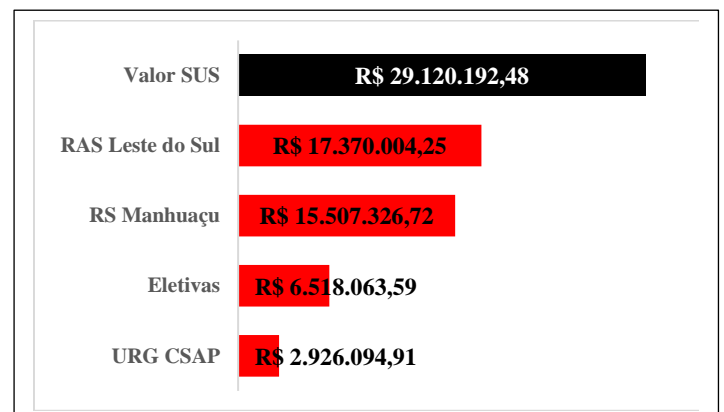 Valor SUS R$ 29.120.192,48
RAS Leste do Sul R$ 17.370.004,25
RS Manhuaçu R$ 15.507.326,72
Eletivas R$ 6.518.063,59
URG CSAP R$ 2.926.094,91